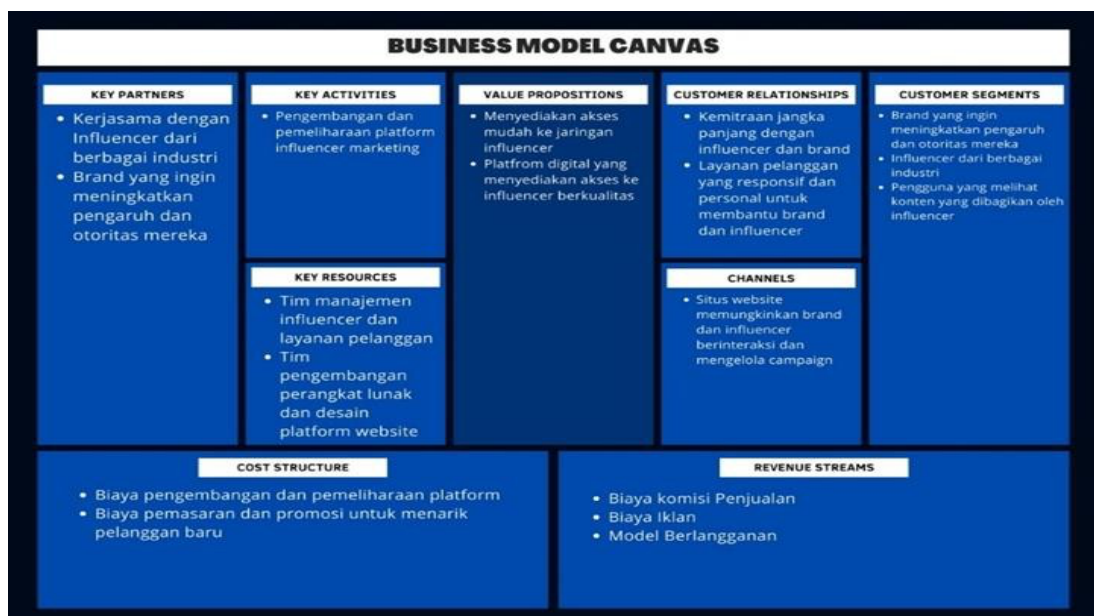 BUSINESS MODEL CANVAS
KEY PARTNERS
• Kerjasama dengan
Influencer dari
berbagai industri
• Brand yang ingin
meningkatkan
pengaruh dan
otoritas mereka
KEY ACTIVITIES
• Pengembangan dan
pemeliharaan platform
influencer marketing
KEY RESOURCES
• Tim manajemen
influencer dan
layanan pelanggan
• Tim
pengembangan
perangkat lunak
dan desain
platform website
VALUE PROPOSITIONS
• Menyediakan akses
mudah ke jaringan
influencer
• Platfrom digital yang
menyediakan akses ke
influencer berkualitas
CUSTOMER RELATIONSHIPS
• Kemitraan jangka
panjang dengan
influencer dan brand
• Layanan pelanggan
yang responsif dan
personal untuk
membantu brand
dan influencer
CHANNELS
• Situs website
memungkinkan brand
dan influencer
berinteraksi dan
mengelola campaign
CUSTOMER SEGMENTS
• Brand yang ingin
meningkatkan pengaruh
dan otoritas mereka
• Influencer dari berbagai
industri
• Pengguna yang melihat
konten yang dibagikan oleh
influencer
COST STRUCTURE
• Biaya pengembangan dan pemeliharaan platform
• Biaya pemasaran dan promosi untuk menarik
pelanggan baru
REVENUE STREAMS
• Biaya komisi Penjualan
• Biaya Iklan
• Model Berlangganan